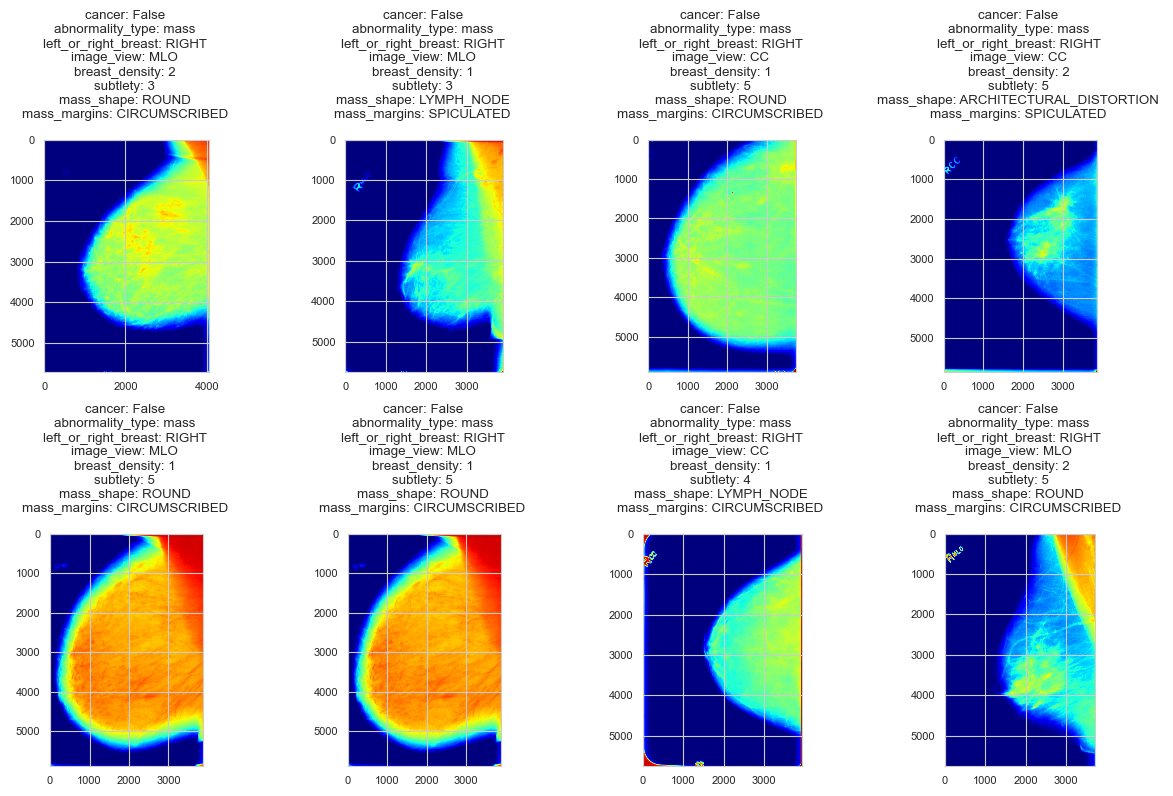 cancer: False
abnormality_type: mass
left_or_right_breast: RIGHT
image_view: MLO
breast_density: 2
subtlety: 3
mass_shape: ROUND
mass_margins: CIRCUMSCRIBED
0
1000
2000
3000
4000
5000
0 2000 4000
cancer: False
abnormality_type: mass
left_or_right_breast: RIGHT
image_view: MLO
breast_density: 1
subtlety: 3
mass_shape: LYMPH_NODE
mass_margins: SPICULATED
0
1000
2000
3000
4000
5000
0 1000 2000 3000
cancer: False
abnormality_type: mass
left_or_right_breast: RIGHT
image_view: CC
breast_density: 1
subtlety: 5
mass_shape: ROUND
mass_margins: CIRCUMSCRIBED
0
1000
2000
3000
4000
5000
0 1000 2000 3000
cancer: False
abnormality_type: mass
left_or_right_breast: RIGHT
image_view: CC
breast_density: 2
subtlety: 5
mass_shape: ARCHITECTURAL_DISTORTION
mass_margins: SPICULATED
0
1000
2000
3000
4000
5000
RCC
0 1000 2000 3000
cancer: False
abnormality_type: mass
left_or_right_breast: RIGHT
image_view: MLO
breast_density: 1
subtlety: 5
mass_shape: ROUND
mass_margins: CIRCUMSCRIBED
0
1000
2000
3000
4000
5000
0 1000 2000 3000
cancer: False
abnormality_type: mass
left_or_right_breast: RIGHT
image_view: MLO
breast_density: 1
subtlety: 5
mass_shape: ROUND
mass_margins: CIRCUMSCRIBED
0
1000
2000
3000
4000
5000
0 1000 2000 3000
cancer: False
abnormality_type: mass
left_or_right_breast: RIGHT
image_view: CC
breast_density: 1
subtlety: 4
mass_shape: LYMPH_NODE
mass_margins: CIRCUMSCRIBED
0
1000
2000
3000
4000
5000
0 1000 2000 3000
cancer: False
abnormality_type: mass
left_or_right_breast: RIGHT
image_view: MLO
breast_density: 2
subtlety: 5
mass_shape: ROUND
mass_margins: CIRCUMSCRIBED
0
1000
2000
3000
4000
5000
RMLO
0 1000 2000 3000